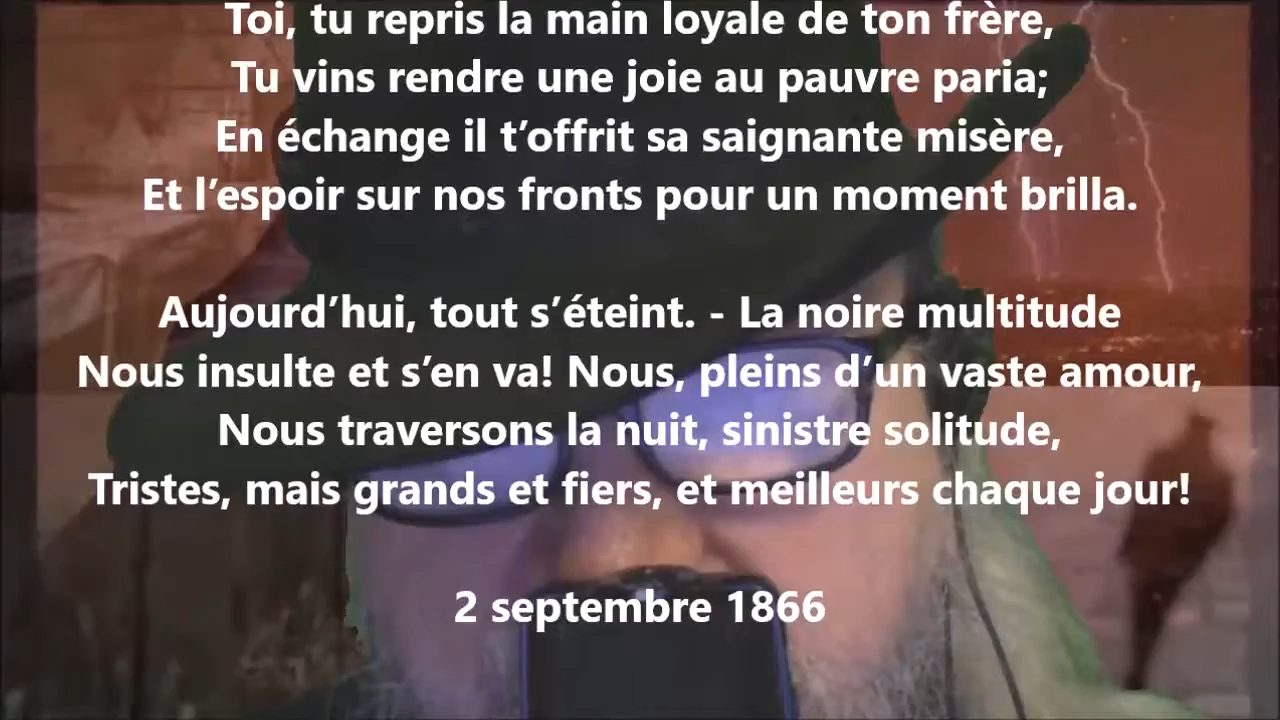 Toi, tu repris la main loyale de ton frère,
Tu vins rendre une joie au pauvre paria;
En échange il t’offrit sa saignante misère,
Et l’espoir sur nos fronts pour un moment brilla.
Aujourd’hui, tout s’éteint. - La noire multitude
Nous insulte et s’en va! Nous, pleins d’un vaste amour,
Nous traversons la nuit, sinistre solitude,
Tristes, mais grands et fiers, et meilleurs chaque jour!
2 septembre 1866